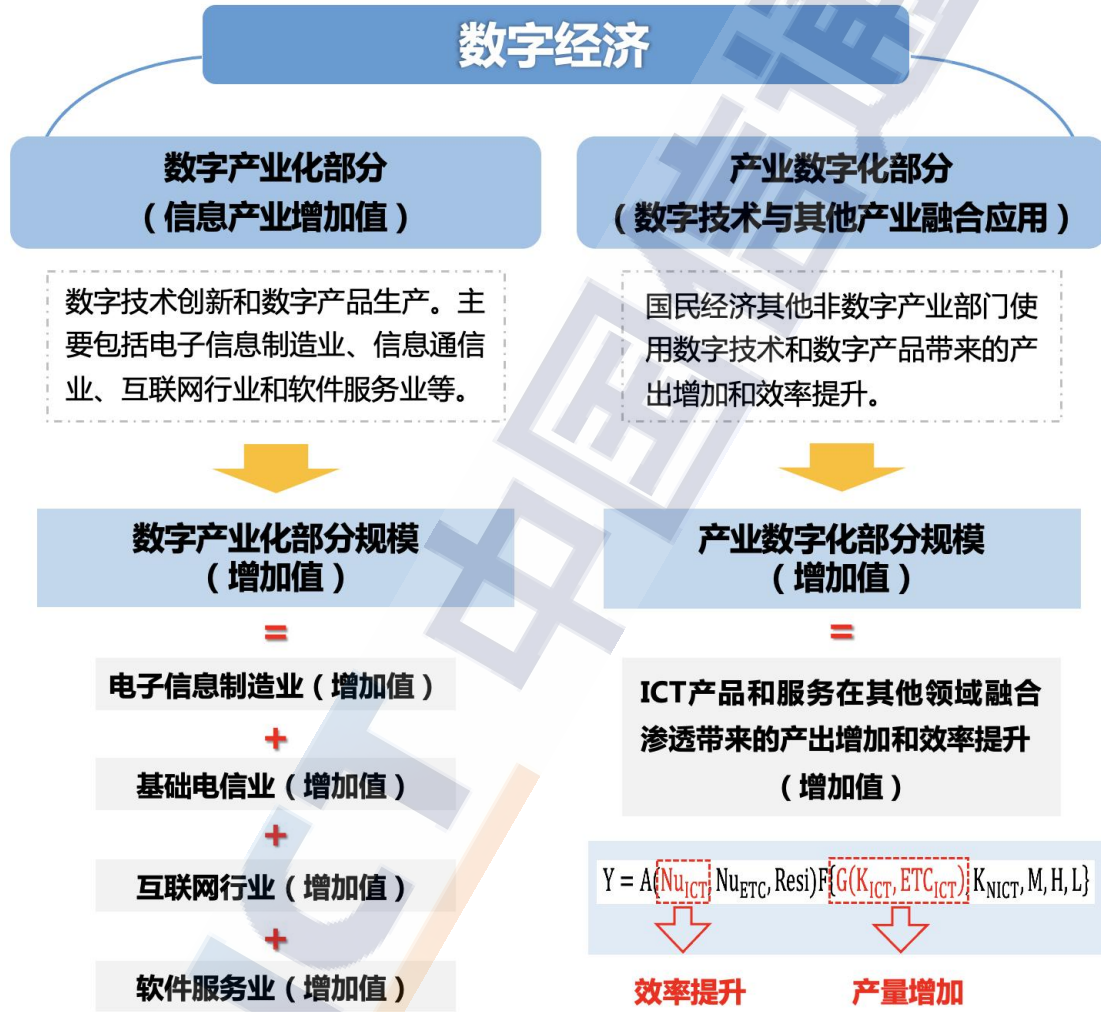 数字经济
数字产业化部分
（信息产业增加值）
数字技术创新和数字产品生产。主
要包括电子信息制造业、信息通信
业、互联网行业和软件服务业等。
数字产业化部分规模
（增加值）
=
电子信息制造业（增加值）
+
基础电信业（增加值）
+
互联网行业（增加值）
+
软件服务业（增加值）
产业数字化部分
（数字技术与其他产业融合应用）
国民经济其他非数字产业部门使
用数字技术和数字产品带来的产
出增加和效率提升。
产业数字化部分规模
（增加值）
=
ICT产品和服务在其他领域融合
渗透带来的产出增加和效率提升
（增加值）
Y = A(Nu_ICT, Nu_ETC, Resi)F{G(K_ICT, ETC_ICT), K_NICT, M, H, L}
效率提升
产量增加
ICT 中国信通